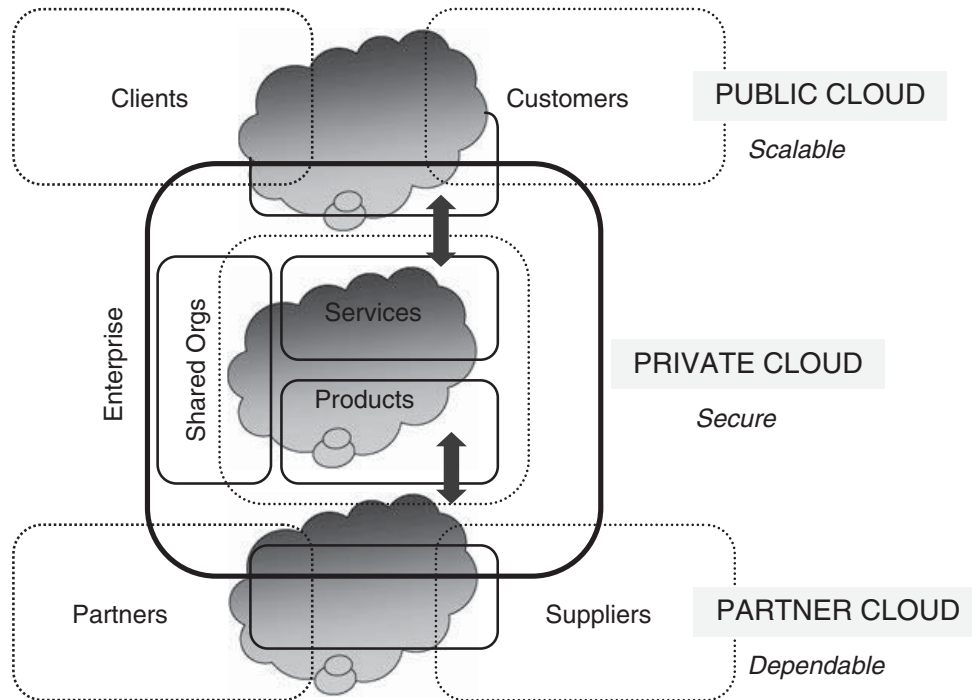 Clients
Customers
PUBLIC CLOUD
Scalable
Enterprise
Shared Orgs
Services
Products
PRIVATE CLOUD
Secure
Partners
Suppliers
PARTNER CLOUD
Dependable